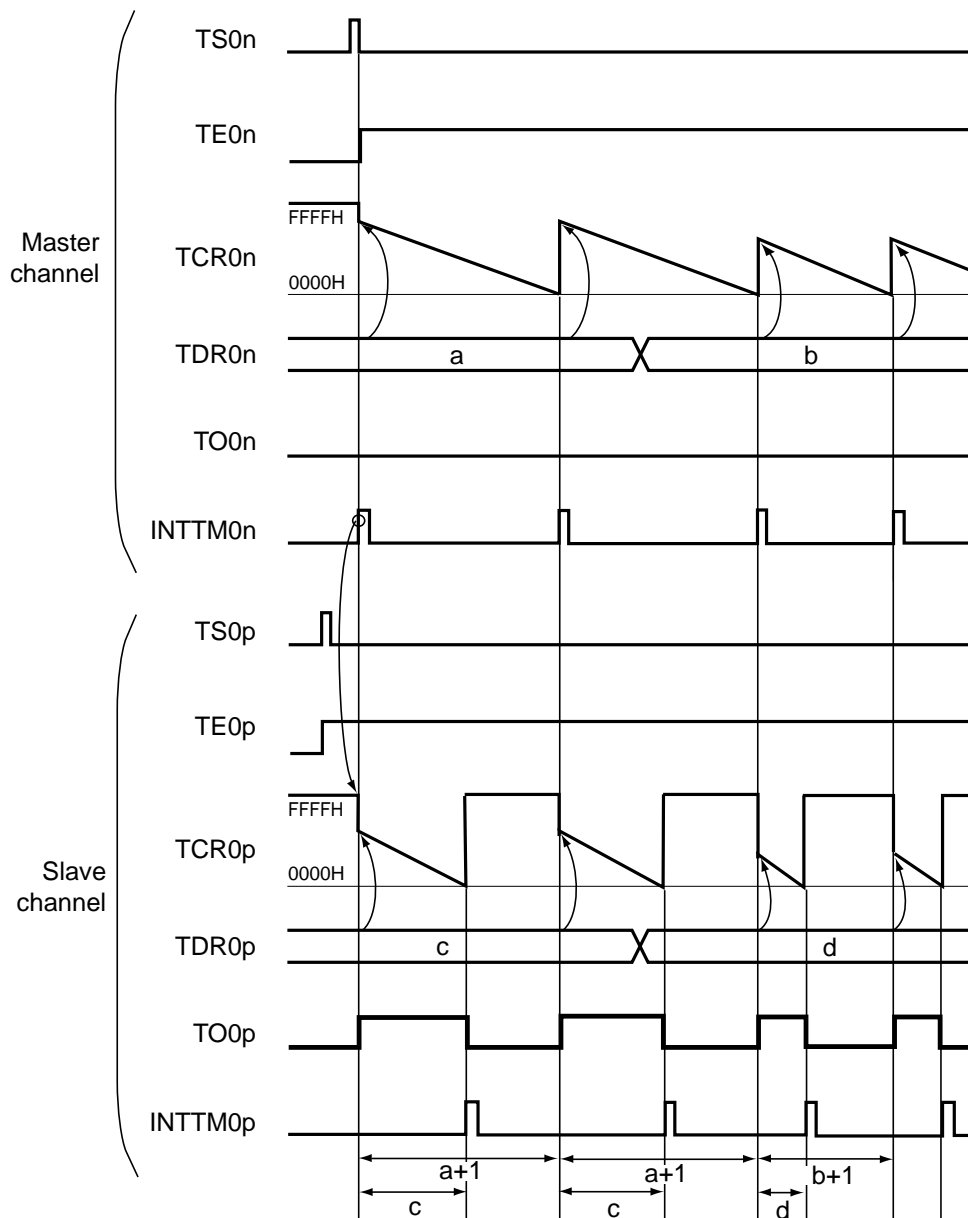 TS0n
TE0n
FFFFH
TCR0n
0000H
Master
channel
TDR0n
a
b
TO0n
INTTM0n
TS0p
TE0p
FFFFH
TCR0p
0000H
Slave
channel
TDR0p
c
d
TO0p
INTTM0p
a+1
a+1
b+1
c
c
d